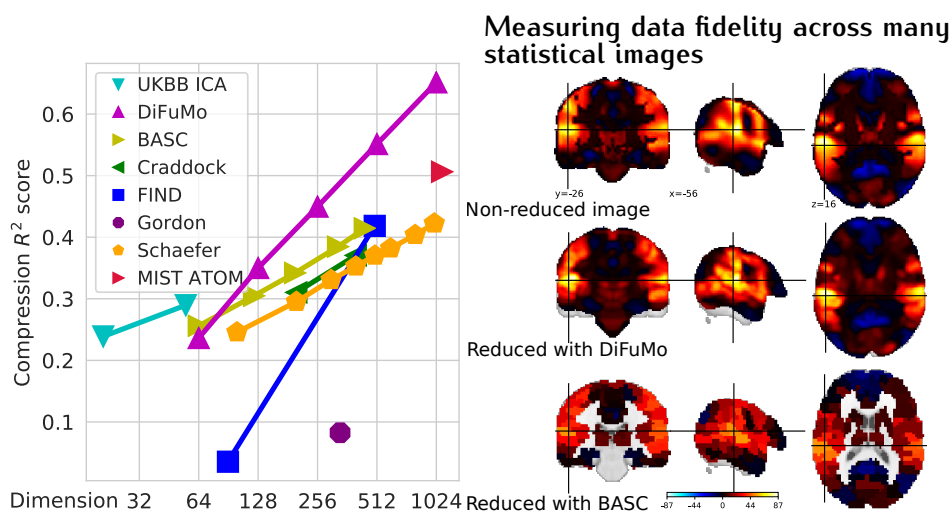 Measuring data fidelity across many
statistical images
UKBB ICA
DiFuMo
BASC
Craddock
FIND
Gordon
Schaefer
MIST ATOM
Compression R² score
0.6
0.5
0.4
0.3
0.2
0.1
Dimension 32 64 128 256 512 1024
y=-26 x=-56 z=16
Non-reduced image
Reduced with DiFuMo
Reduced with BASC
-87 -44 0 44 87